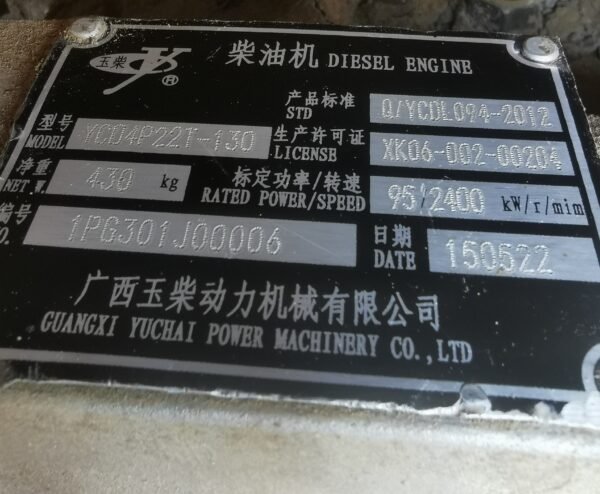 玉柴
®
柴油机 DIESEL ENGINE
产品标准
STD Q/YCDL094-2012
型号
MODEL YCD4P22T-130
生产许可证
LICENSE XK06-002-00204
净重
NET.W. 430 kg
标定功率/转速
RATED POWER/SPEED 95/2400 kW/r/min
编号
O. 1PG301J00006
日期
DATE 150522
广西玉柴动力机械有限公司
GUANGXI YUCHAI POWER MACHINERY CO.,LTD